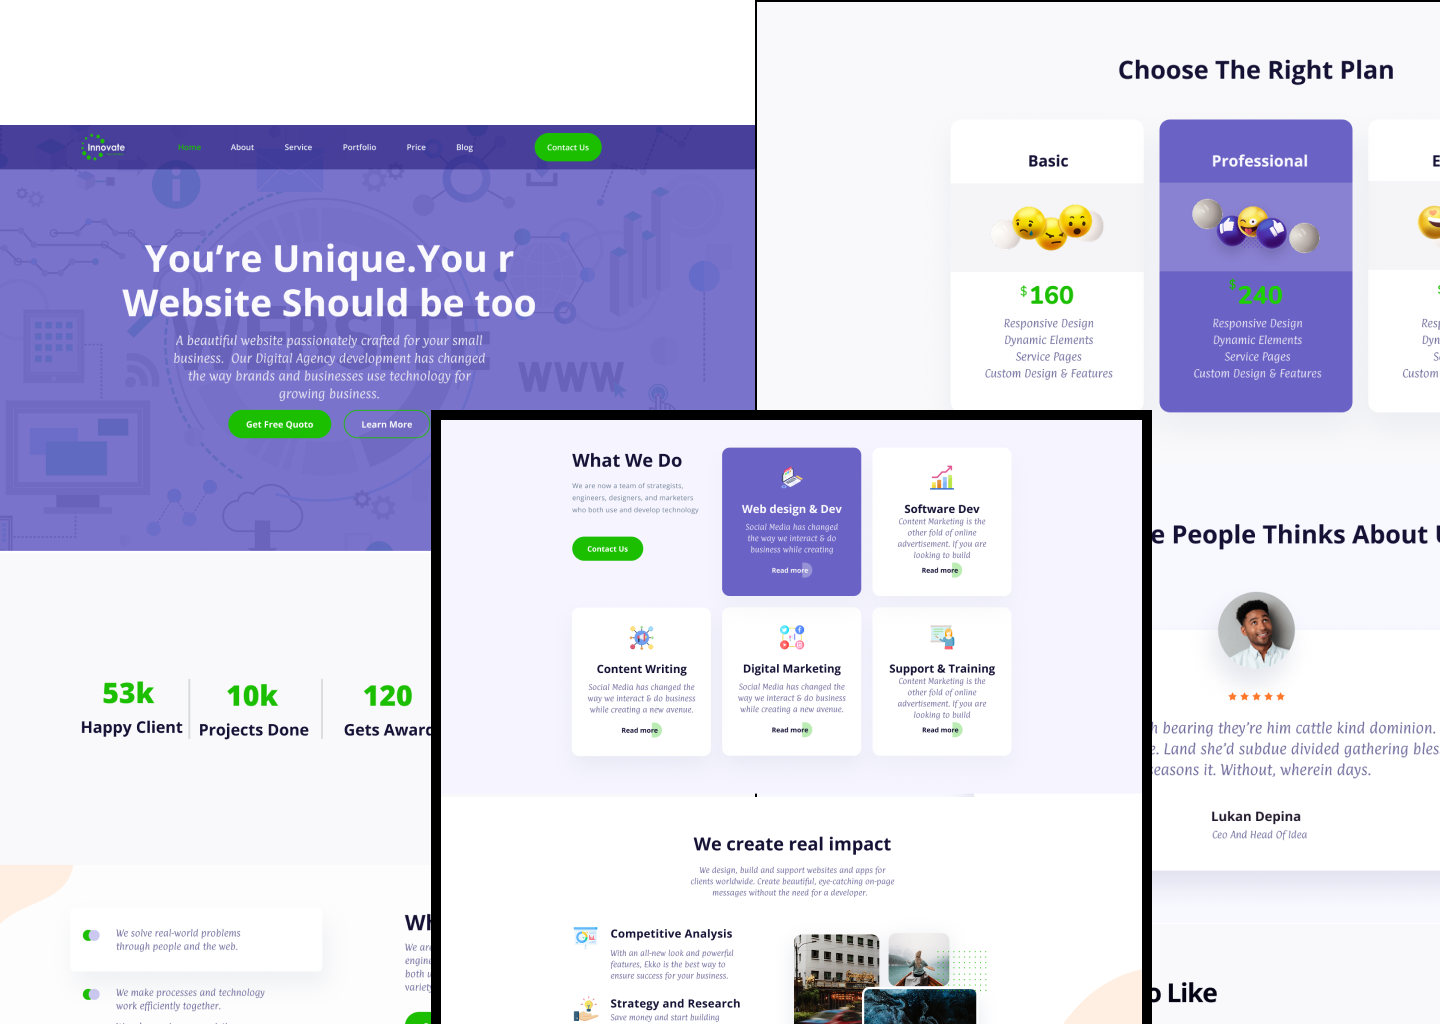 Innovate
Home
About
Service
Portfolio
Price
Blog
Contact Us
You're Unique.You r
Website Should be too
WEBSITE
WWW
A beautiful website passionately crafted for your small
business.  Our Digital Agency development has changed
the way brands and businesses use technology for
growing business.
Get Free Quoto
Learn More
53k
Happy Client
10k
Projects Done
120
Gets Award
We solve real-world problems
through people and the web.
We make processes and technology
work efficiently together.
Wh
We are
engine
both u
variety
Choose The Right Plan
Basic
$160
Responsive Design
Dynamic Elements
Service Pages
Custom Design & Features
Professional
$240
Responsive Design
Dynamic Elements
Service Pages
Custom Design & Features
E
$
Resp
Dyn
S
Custom
What We Do
We are now a team of strategists,
engineers, designers, and marketers
who both use and develop technology
Contact Us
Web design & Dev
Social Media has changed
the way we interact & do
business while creating
Read more
Software Dev
Content Marketing is the
other fold of online
advertisement. If you are
looking to build
Read more
Content Writing
Social Media has changed the
way we interact & do business
while creating a new avenue.
Read more
Digital Marketing
Social Media has changed the
way we interact & do business
while creating a new avenue.
Read more
Support & Training
Content Marketing is the
other fold of online
advertisement. If you are
looking to build
Read more
We create real impact
We design, build and support websites and apps for
clients worldwide. Create beautiful, eye-catching on-page
messages without the need for a developer.
Competitive Analysis
With an all-new look and powerful
features, Ekko is the best way to
ensure success for your business.
Strategy and Research
Save money and start building
e People Thinks About U
h bearing they're him cattle kind dominion.
e. Land she'd subdue divided gathering bless
seasons it. Without, wherein days.
Lukan Depina
Ceo And Head Of Idea
o Like